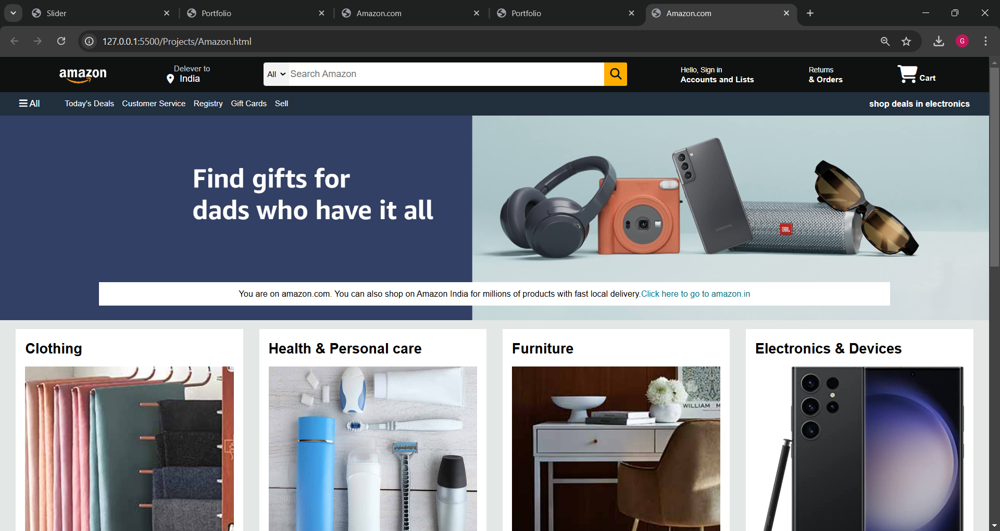 Slider
Portfolio
Amazon.com
Portfolio
Amazon.com
127.0.0.1:5500/Projects/Amazon.html
G
amazon
Delever to
India
All
Search Amazon
Hello, Sign in
Accounts and Lists
Returns
& Orders
Cart
All
Today's Deals Customer Service Registry Gift Cards Sell
shop deals in electronics
Find gifts for
dads who have it all
SAMSUNG
JBL
You are on amazon.com. You can also shop on Amazon India for millions of products with fast local delivery.Click here to go to amazon.in
Clothing
Health & Personal care
Furniture
Electronics & Devices
WILLIAM M